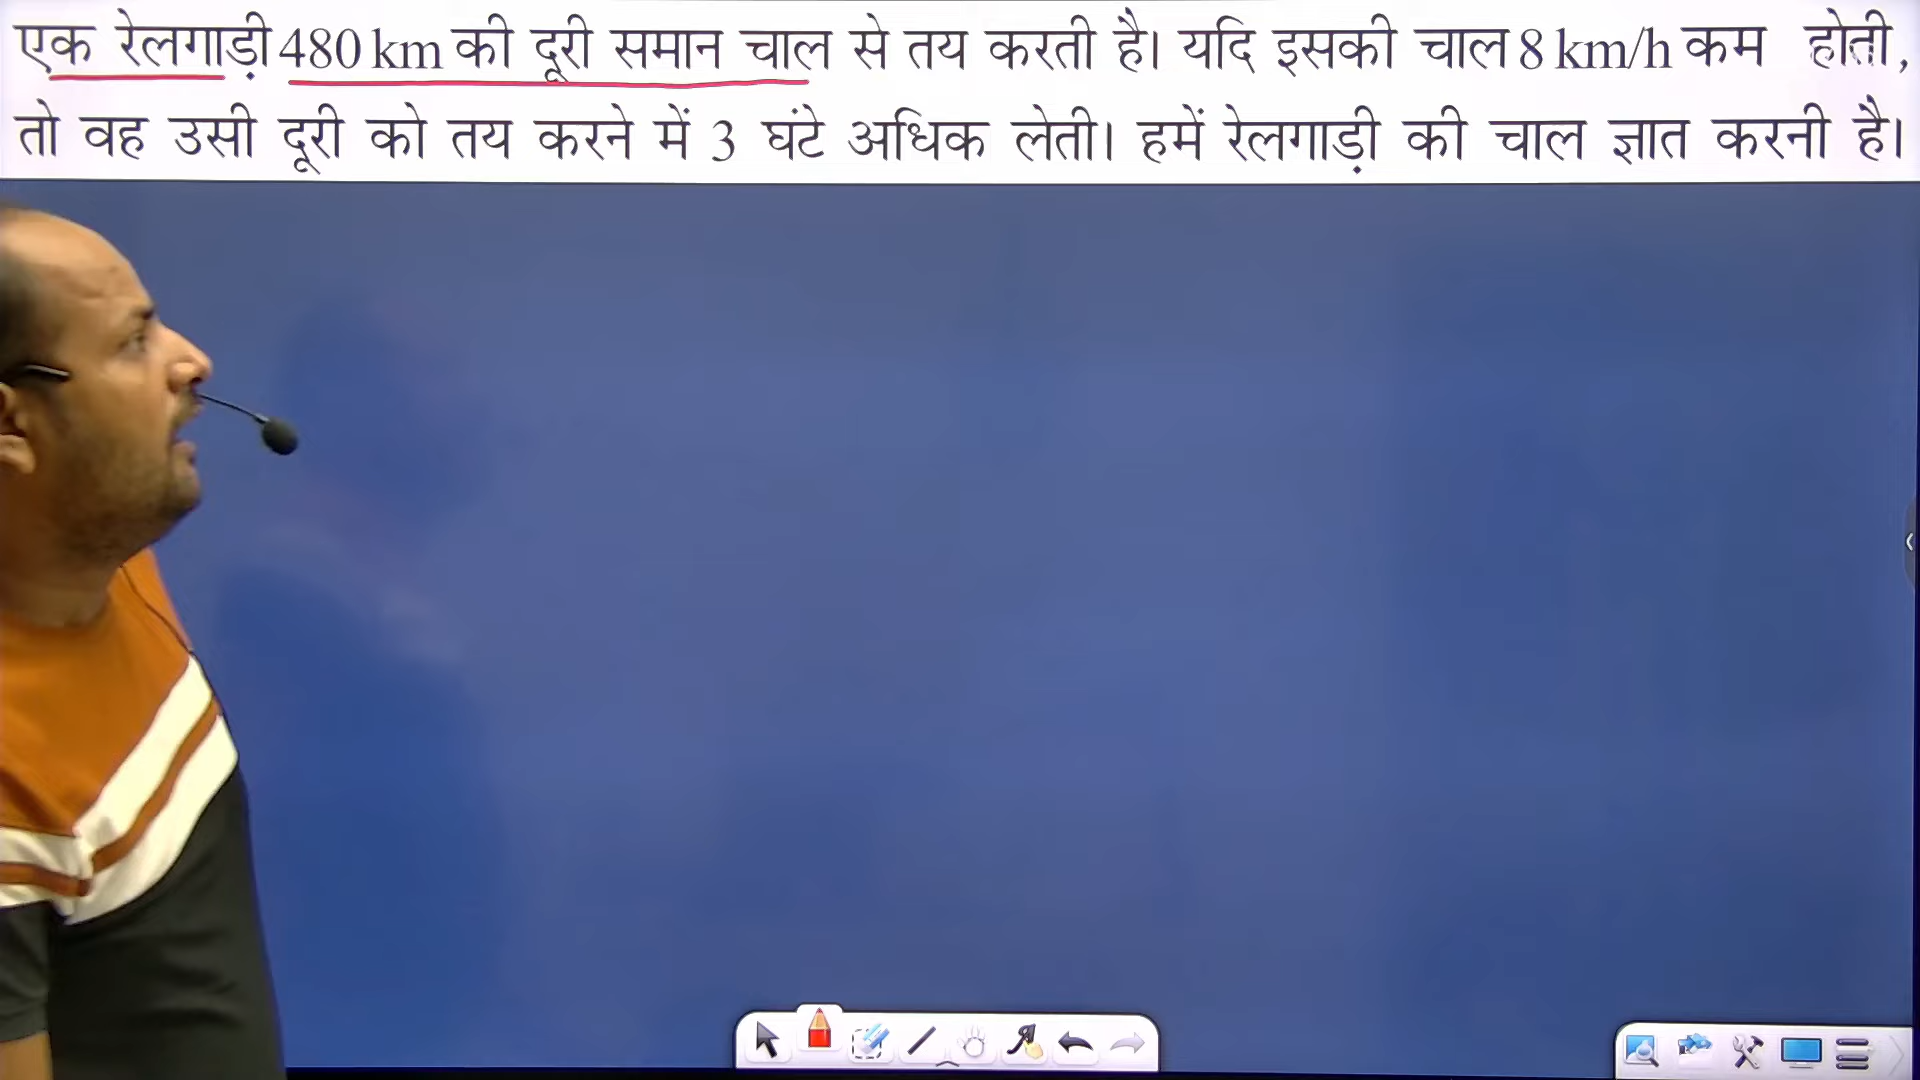 एक रेलगाड़ी 480 km की दूरी समान चाल से तय करती है। यदि इसकी चाल 8 km/h कम होती,
तो वह उसी दूरी को तय करने में 3 घंटे अधिक लेती। हमें रेलगाड़ी की चाल ज्ञात करनी है।